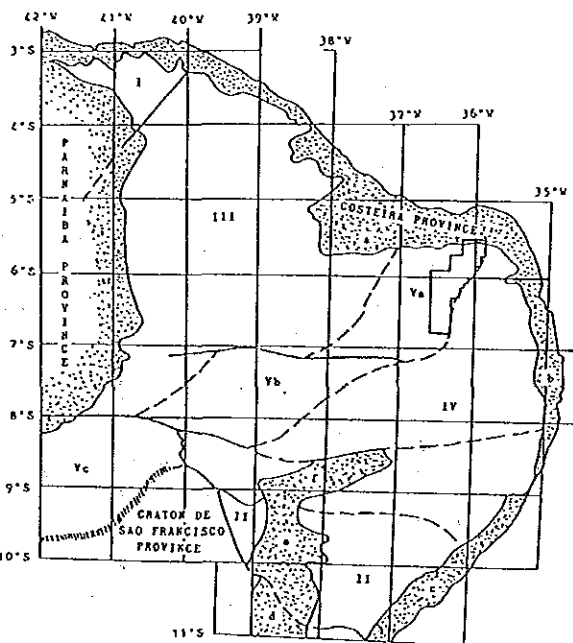 42°W 41°W 40°W 39°W
38°W
37°W 36°W
35°W
3°S
4°S
5°S
6°S
7°S
8°S
9°S
10°S
11°S
I
III
PARNAIBA PROVINCE
COSTEIRA PROVINCE
Va
Vb
IV
b
Vc
f
CRATON DE
SAO FRANCISCO
PROVINCE
II
II
c
d